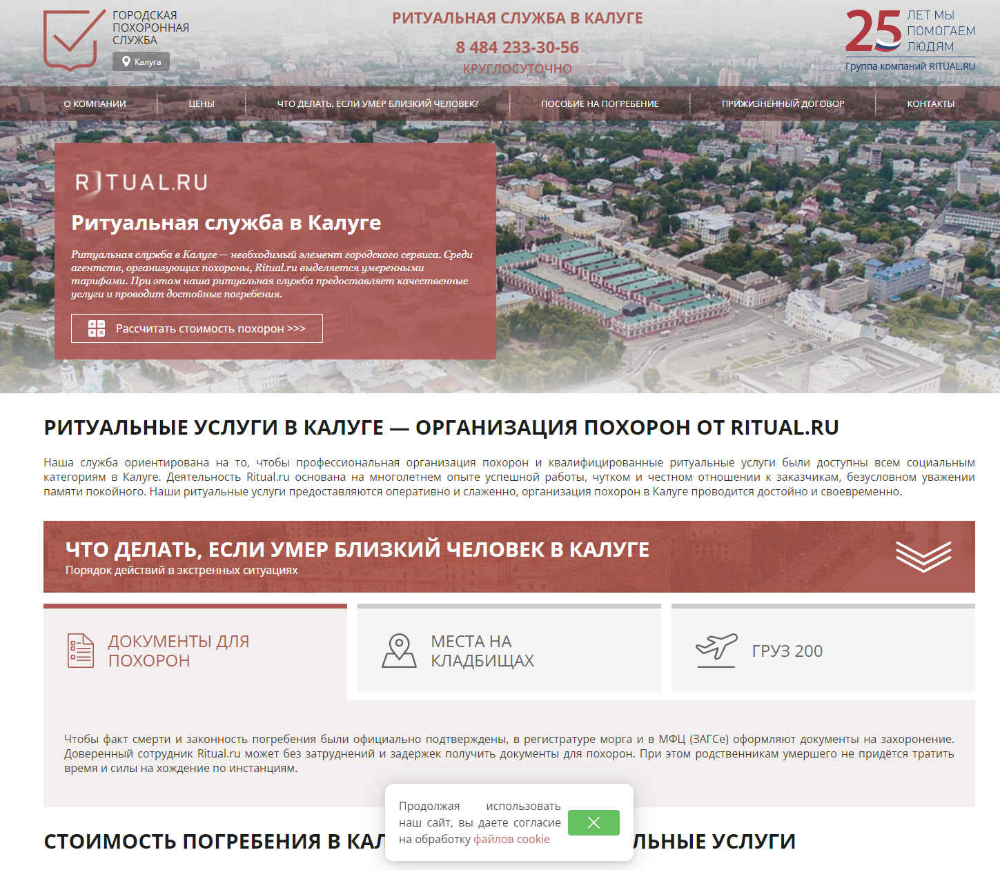 ГОРОДСКАЯ
ПОХОРОННАЯ
СЛУЖБА
Калуга
РИТУАЛЬНАЯ СЛУЖБА В КАЛУГЕ
8 484 233-30-56
КРУГЛОСУТОЧНО
25 ЛЕТ МЫ
ПОМОГАЕМ
ЛЮДЯМ
Группа компаний RITUAL.RU
О КОМПАНИИ
ЦЕНЫ
ЧТО ДЕЛАТЬ, ЕСЛИ УМЕР БЛИЗКИЙ ЧЕЛОВЕК?
ПОСОБИЕ НА ПОГРЕБЕНИЕ
ПРИЖИЗНЕННЫЙ ДОГОВОР
КОНТАКТЫ
RITUAL.RU
Ритуальная служба в Калуге
Ритуальная служба в Калуге — необходимый элемент городского сервиса. Среди
агентств, организующих похороны, Ritual.ru выделяется умеренными
тарифами. При этом наша ритуальная служба предоставляет качественные
услуги и проводит достойные погребения.
Рассчитать стоимость похорон >>>
РИТУАЛЬНЫЕ УСЛУГИ В КАЛУГЕ — ОРГАНИЗАЦИЯ ПОХОРОН ОТ RITUAL.RU
Наша служба ориентирована на то, чтобы профессиональная организация похорон и квалифицированные ритуальные услуги были доступны всем социальным
категориям в Калуге. Деятельность Ritual.ru основана на многолетнем опыте успешной работы, чутком и честном отношении к заказчикам, безусловном уважении
памяти покойного. Наши ритуальные услуги предоставляются оперативно и слаженно, организация похорон в Калуге проводится достойно и своевременно.
ЧТО ДЕЛАТЬ, ЕСЛИ УМЕР БЛИЗКИЙ ЧЕЛОВЕК В КАЛУГЕ
Порядок действий в экстренных ситуациях
ДОКУМЕНТЫ ДЛЯ
ПОХОРОН
МЕСТА НА
КЛАДБИЩАХ
ГРУЗ 200
Чтобы факт смерти и законность погребения были официально подтверждены, в регистратуре морга и в МФЦ (ЗАГСе) оформляют документы на захоронение.
Доверенный сотрудник Ritual.ru может без затруднений и задержек получить документы для похорон. При этом родственникам умершего не придётся тратить
время и силы на хождение по инстанциям.
Продолжая использовать
наш сайт, вы даете согласие
на обработку файлов cookie
СТОИМОСТЬ ПОГРЕБЕНИЯ В КАЛ ЛЬНЫЕ УСЛУГИ